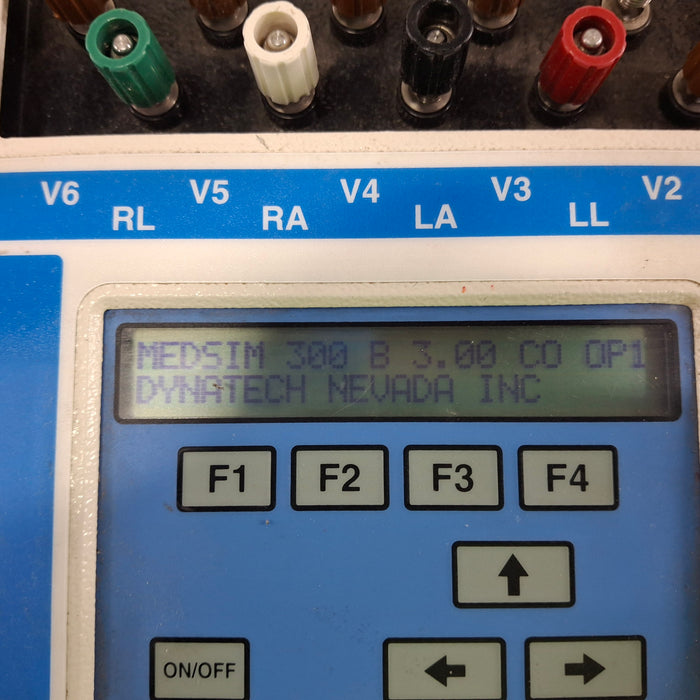 V6 V5 V4 V3 V2
RL RA LA LL
MEDSIM 300 B 3.00 CO OP1
DYNATECH NEVADA INC
F1 F2 F3 F4
ON/OFF